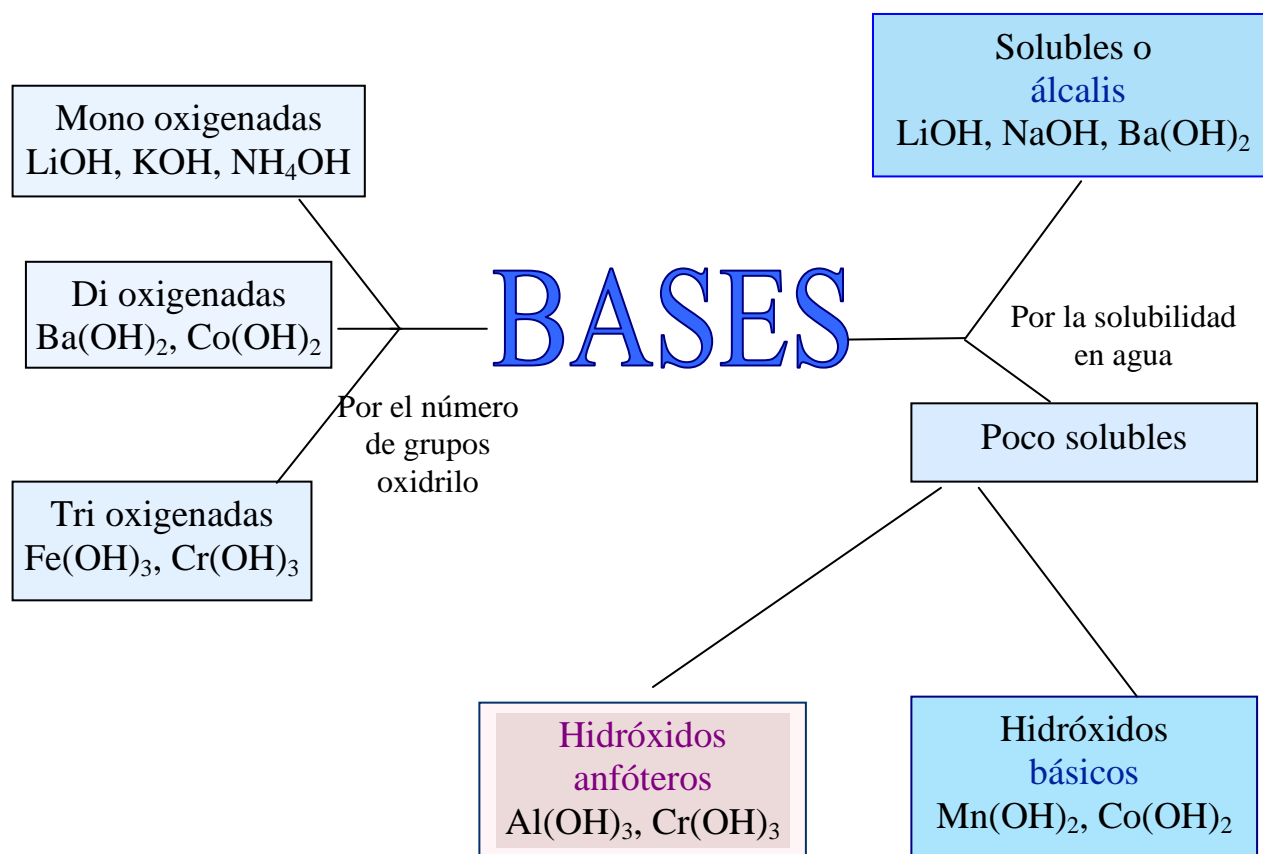 Mono oxigenadas
LiOH, KOH, NH₄OH
Di oxigenadas
Ba(OH)₂, Co(OH)₂
Por el número
de grupos
oxidrilo
Tri oxigenadas
Fe(OH)₃, Cr(OH)₃
BASES
Solubles o
álcalis
LiOH, NaOH, Ba(OH)₂
Por la solubilidad
en agua
Poco solubles
Hidróxidos
anfóteros
Al(OH)₃, Cr(OH)₃
Hidróxidos
básicos
Mn(OH)₂, Co(OH)₂